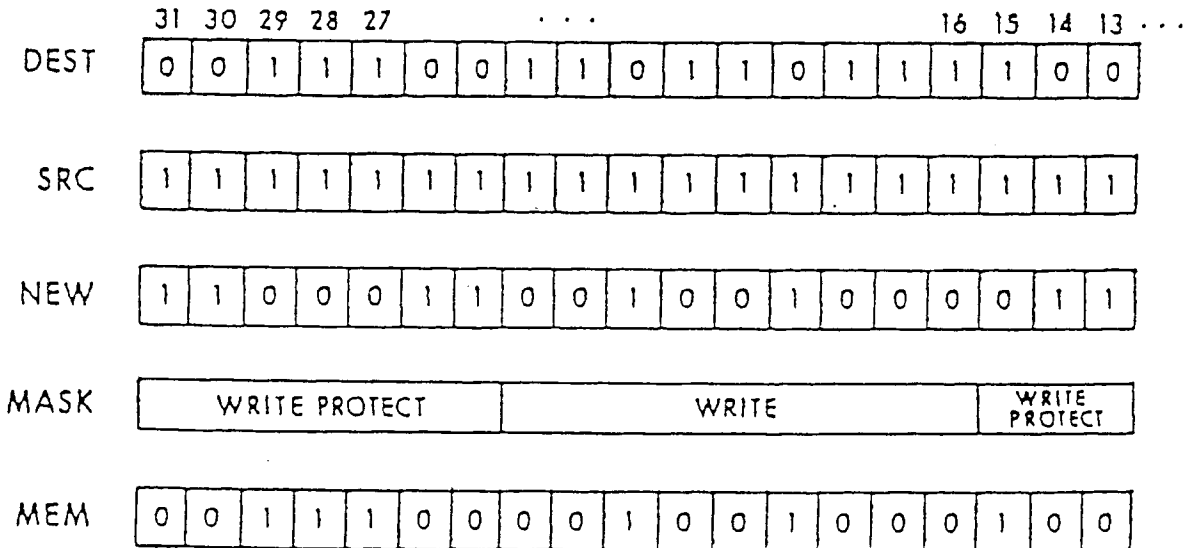 31 30 29 28 27 · · · 16 15 14 13 · · ·
DEST 0 0 1 1 1 0 0 1 1 0 1 1 0 1 1 1 1 0 0
SRC 1 1 1 1 1 1 1 1 1 1 1 1 1 1 1 1 1 1 1
NEW 1 1 0 0 0 1 1 0 0 1 0 0 1 0 0 0 0 1 1
MASK WRITE PROTECT WRITE WRITE PROTECT
MEM 0 0 1 1 1 0 0 0 0 1 0 0 1 0 0 0 1 0 0